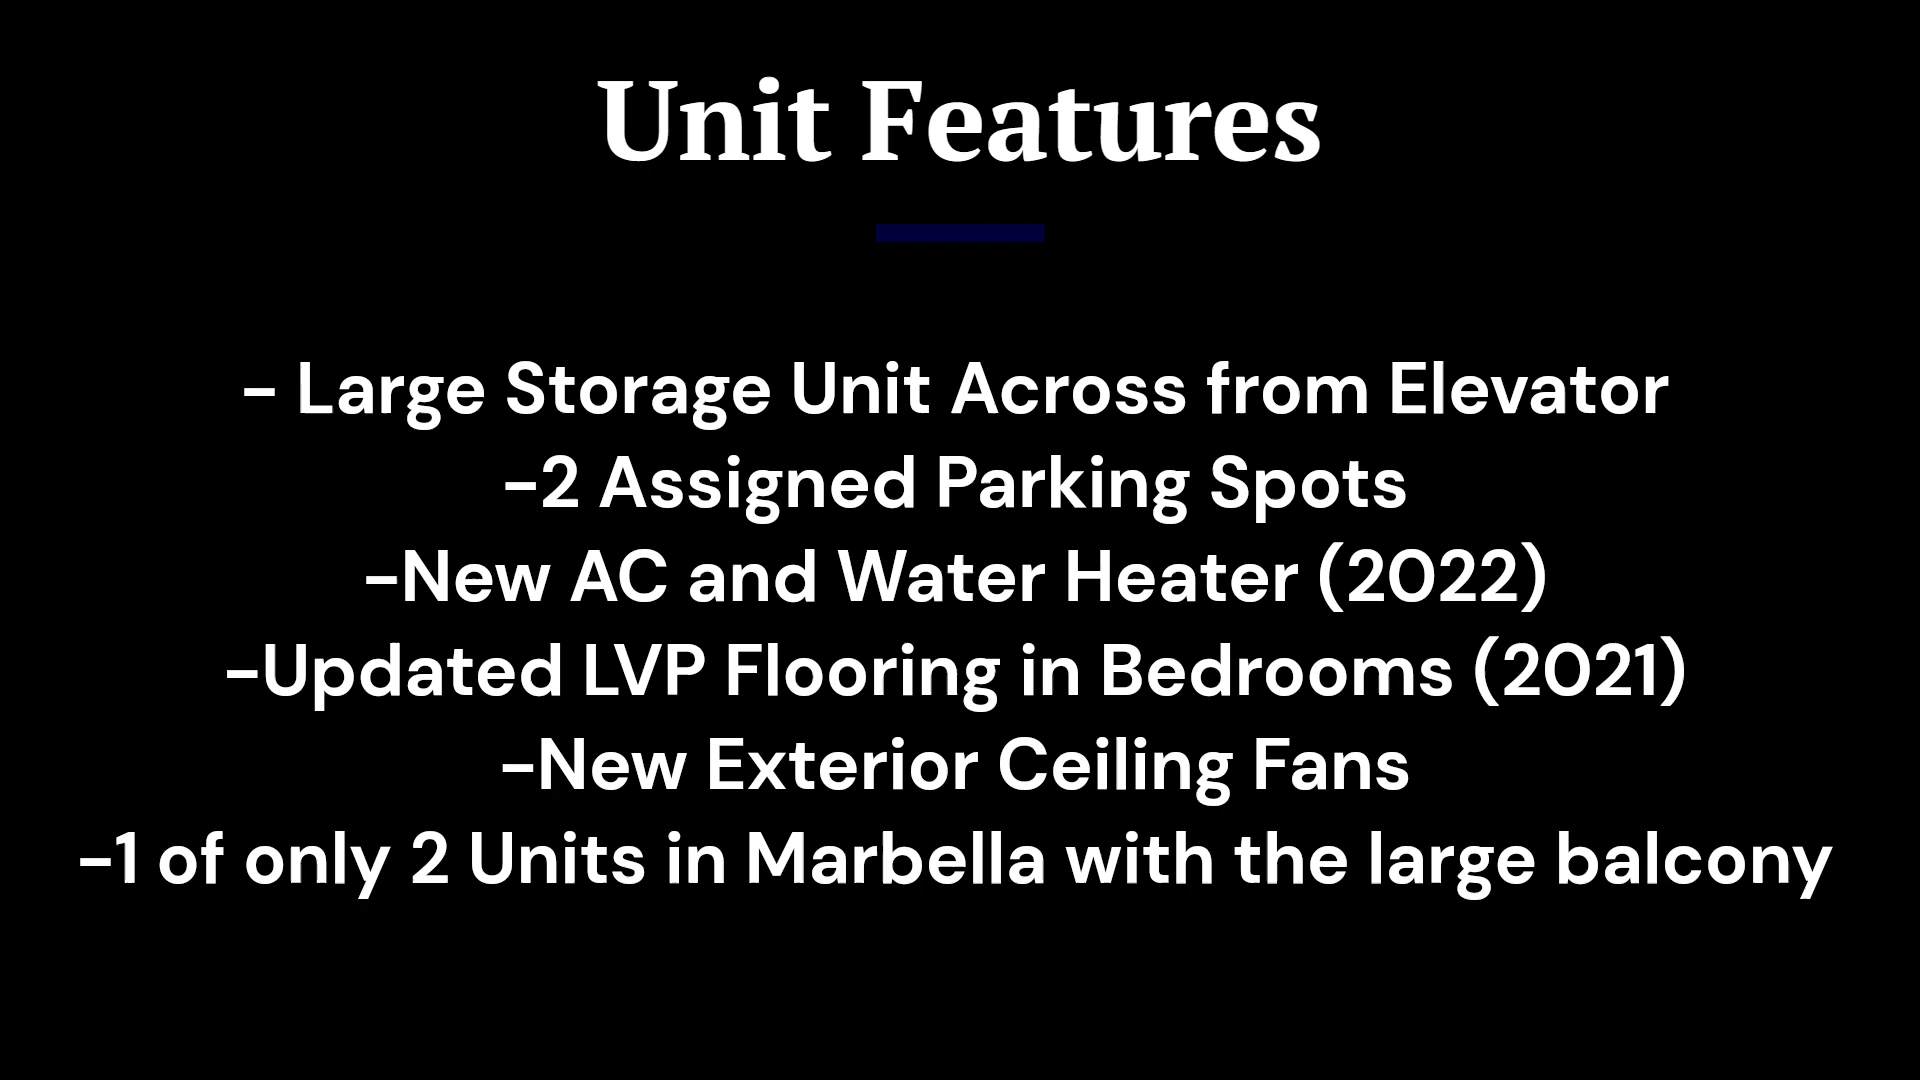 Unit Features
- Large Storage Unit Across from Elevator
-2 Assigned Parking Spots
-New AC and Water Heater (2022)
-Updated LVP Flooring in Bedrooms (2021)
-New Exterior Ceiling Fans
-1 of only 2 Units in Marbella with the large balcony